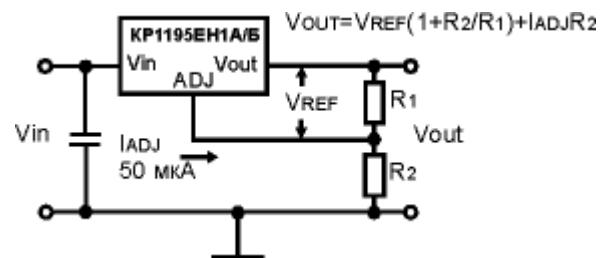 VOUT=VREF(1+R2/R1)+IADJR2
КР1195ЕН1А/Б
Vin
Vout
ADJ
VREF
R1
Vin
IADJ
50 мкА
Vout
R2